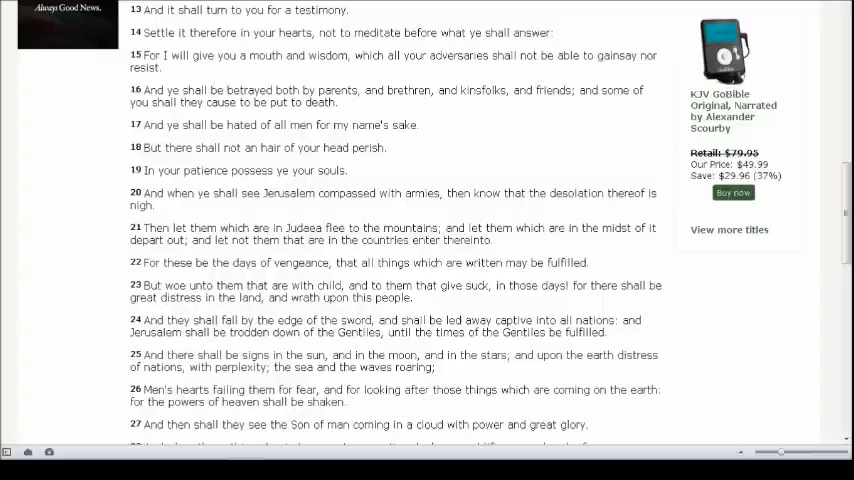 Always Good News.
13 And it shall turn to you for a testimony.
14 Settle it therefore in your hearts, not to meditate before what ye shall answer:
15 For I will give you a mouth and wisdom, which all your adversaries shall not be able to gainsay nor
resist.
16 And ye shall be betrayed both by parents, and brethren, and kinsfolks, and friends; and some of
you shall they cause to be put to death.
17 And ye shall be hated of all men for my name's sake.
18 But there shall not an hair of your head perish.
19 In your patience possess ye your souls.
20 And when ye shall see Jerusalem compassed with armies, then know that the desolation thereof is
nigh.
21 Then let them which are in Judaea flee to the mountains; and let them which are in the midst of it
depart out; and let not them that are in the countries enter thereinto.
22 For these be the days of vengeance, that all things which are written may be fulfilled.
23 But woe unto them that are with child, and to them that give suck, in those days! for there shall be
great distress in the land, and wrath upon this people.
24 And they shall fall by the edge of the sword, and shall be led away captive into all nations: and
Jerusalem shall be trodden down of the Gentiles, until the times of the Gentiles be fulfilled.
25 And there shall be signs in the sun, and in the moon, and in the stars; and upon the earth distress
of nations, with perplexity; the sea and the waves roaring;
26 Men's hearts failing them for fear, and for looking after those things which are coming on the earth:
for the powers of heaven shall be shaken.
27 And then shall they see the Son of man coming in a cloud with power and great glory.
KJV GoBible
Original, Narrated
by Alexander
Scourby
Retail: $79.95
Our Price: $49.99
Save: $29.96 (37%)
Buy now
View more titles